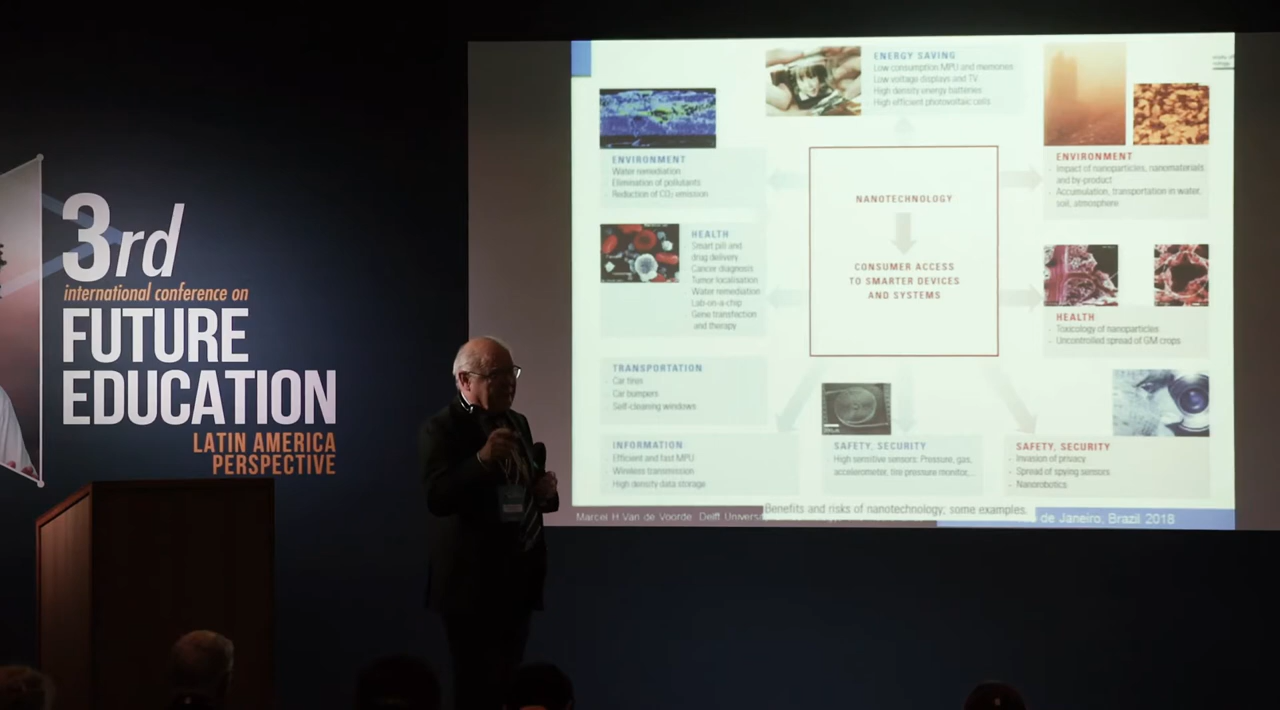 3rd
international conference on
FUTURE
EDUCATION
LATIN AMERICA
PERSPECTIVE
ENERGY SAVING
Low consumption MPU and memories
Low voltage displays and TV
High density energy batteries
High efficient photovoltaic cells
ENVIRONMENT
Water remediation
Elimination of pollutants
Reduction of CO₂ emission
HEALTH
Smart pill and
drug delivery
Cancer diagnosis
Tumor localisation
Water remediation
Lab-on-a-chip
Gene transfection
and therapy
TRANSPORTATION
Car tires
Car bumpers
Self-cleaning windows
INFORMATION
Efficient and fast MPU
Wireless transmission
High density data storage
NANOTECHNOLOGY
CONSUMER ACCESS
TO SMARTER DEVICES
AND SYSTEMS
SAFETY, SECURITY
High sensitive sensors: Pressure, gas,
accelerometer, tire pressure monitor,...
ENVIRONMENT
- Impact of nanoparticles, nanomaterials
and by-product
- Accumulation, transportation in water,
soil, atmosphere
HEALTH
- Toxicology of nanoparticles
- Uncontrolled spread of GM crops
SAFETY, SECURITY
- Invasion of privacy
- Spread of spying sensors
- Nanorobotics
Benefits and risks of nanotechnology; some examples.
Marcel H Van de Voorde, Delft
de Janeiro, Brazil 2018